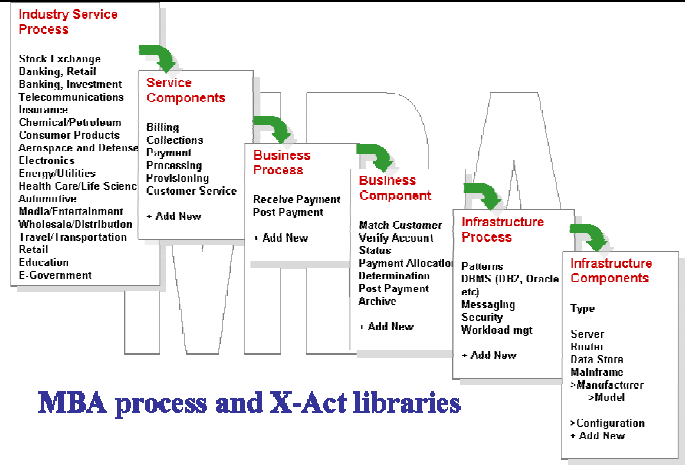 Industry Service
Process
Stock Exchange
Banking, Retail
Banking, Investment
Telecommunications
Insurance
Chemical/Petroleum
Consumer Products
Aerospace and Defense
Electronics
Energy/Utilities
Health Care/Life Scienc
Automotive
Media/Entertainment
Wholesale/Distribution
Travel/Transportation
Retail
Education
E-Government
Service
Components
Billing
Collections
Payment
Processing
Provisioning
Customer Service
+ Add New
Business
Process
Receive Payment
Post Payment
+ Add New
Business
Component
Match Customer
Verify Account
Status
Payment Allocation
Determination
Post Payment
Archive
+ Add New
Infrastructure
Process
Patterns
DBMS (DB2, Oracle
etc)
Messaging
Security
Workload mgt
+ Add New
Infrastructure
Components
Type
Server
Router
Data Store
Mainframe
>Manufacturer
>Model
>Configuration
+ Add New
MBA
MBA process and X-Act libraries